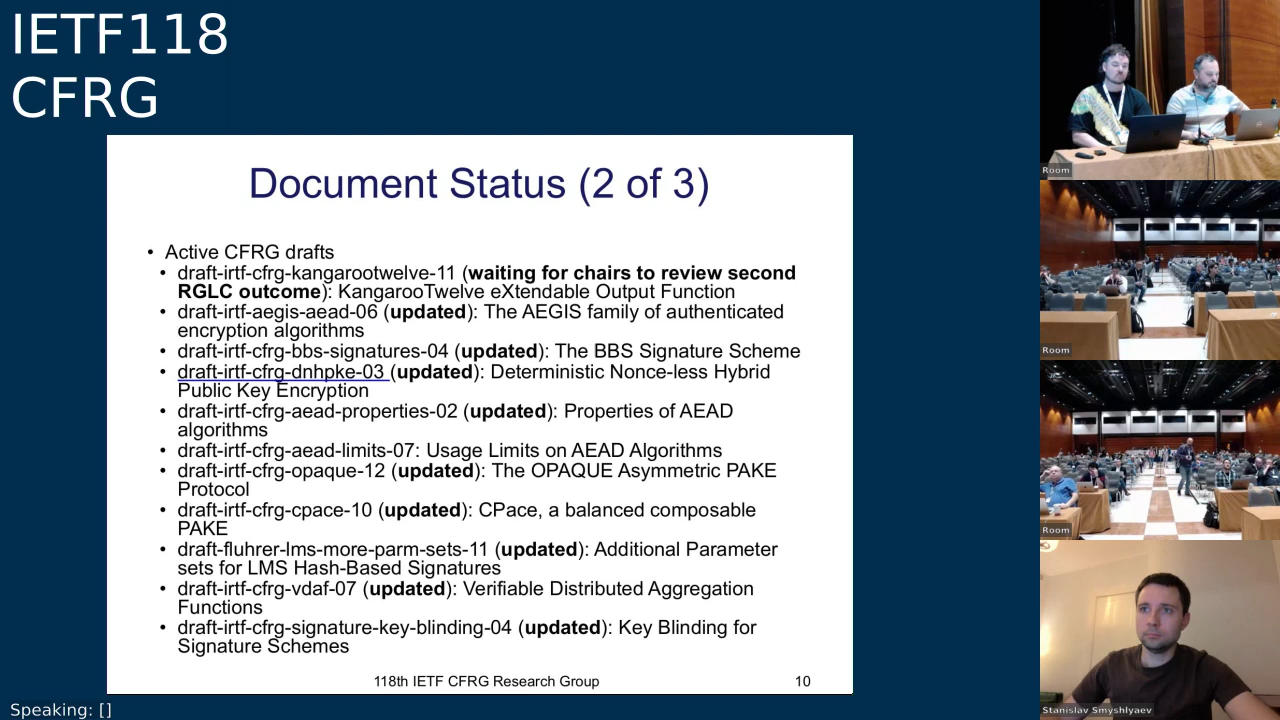 IETF118
CFRG
Document Status (2 of 3)
• Active CFRG drafts
• draft-irtf-cfrg-kangarootwelve-11 (waiting for chairs to review second
RGLC outcome): KangarooTwelve eXtendable Output Function
• draft-irtf-aegis-aead-06 (updated): The AEGIS family of authenticated
encryption algorithms
• draft-irtf-cfrg-bbs-signatures-04 (updated): The BBS Signature Scheme
• draft-irtf-cfrg-dnhpke-03 (updated): Deterministic Nonce-less Hybrid
Public Key Encryption
• draft-irtf-cfrg-aead-properties-02 (updated): Properties of AEAD
algorithms
• draft-irtf-cfrg-aead-limits-07: Usage Limits on AEAD Algorithms
• draft-irtf-cfrg-opaque-12 (updated): The OPAQUE Asymmetric PAKE
Protocol
• draft-irtf-cfrg-cpace-10 (updated): CPace, a balanced composable
PAKE
• draft-fluhrer-lms-more-parm-sets-11 (updated): Additional Parameter
sets for LMS Hash-Based Signatures
• draft-irtf-cfrg-vdaf-07 (updated): Verifiable Distributed Aggregation
Functions
• draft-irtf-cfrg-signature-key-blinding-04 (updated): Key Blinding for
Signature Schemes
118th IETF CFRG Research Group
10
Speaking: []
Room
Room
Room
Stanislav Smyshlyaev